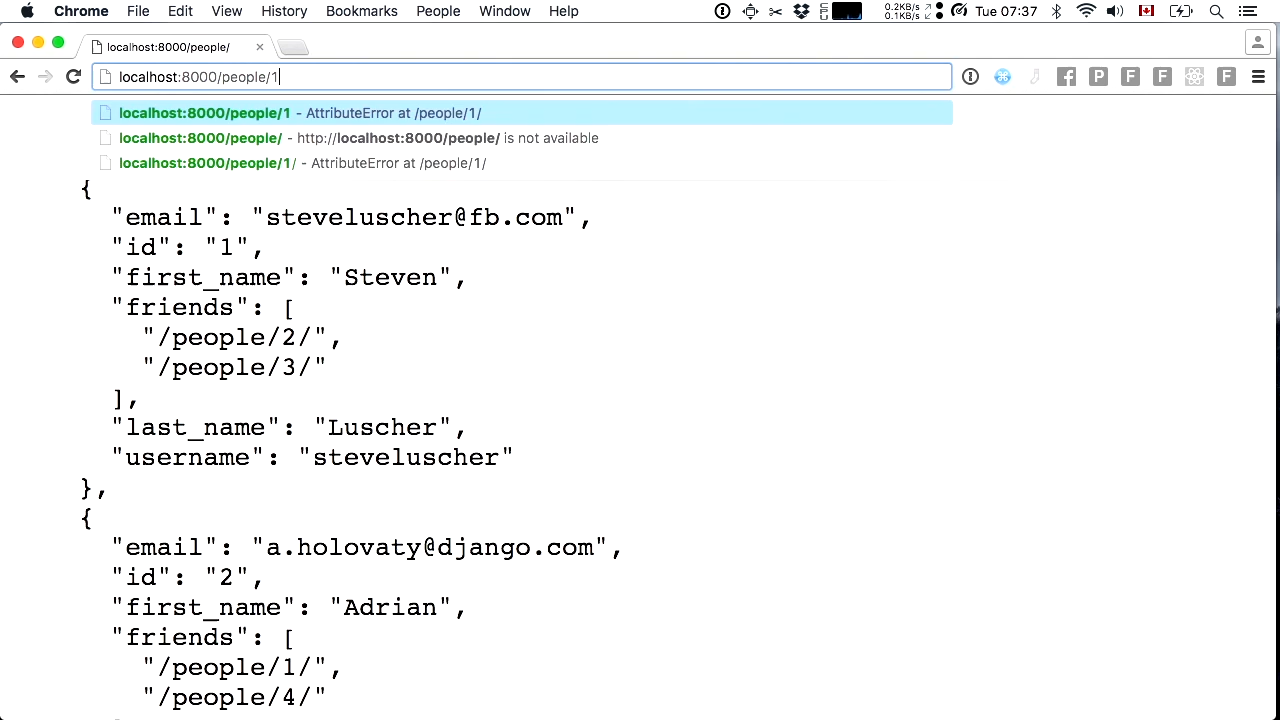 Chrome File Edit View History Bookmarks People Window Help 0.2KB/s 0.1KB/s Tue 07:37
localhost:8000/people/
localhost:8000/people/1
localhost:8000/people/1 - AttributeError at /people/1/
localhost:8000/people/ - http://localhost:8000/people/ is not available
localhost:8000/people/1/ - AttributeError at /people/1/
{
"email": "steveluscher@fb.com",
"id": "1",
"first_name": "Steven",
"friends": [
"/people/2/",
"/people/3/"
],
"last_name": "Luscher",
"username": "steveluscher"
},
{
"email": "a.holovaty@django.com",
"id": "2",
"first_name": "Adrian",
"friends": [
"/people/1/",
"/people/4/"